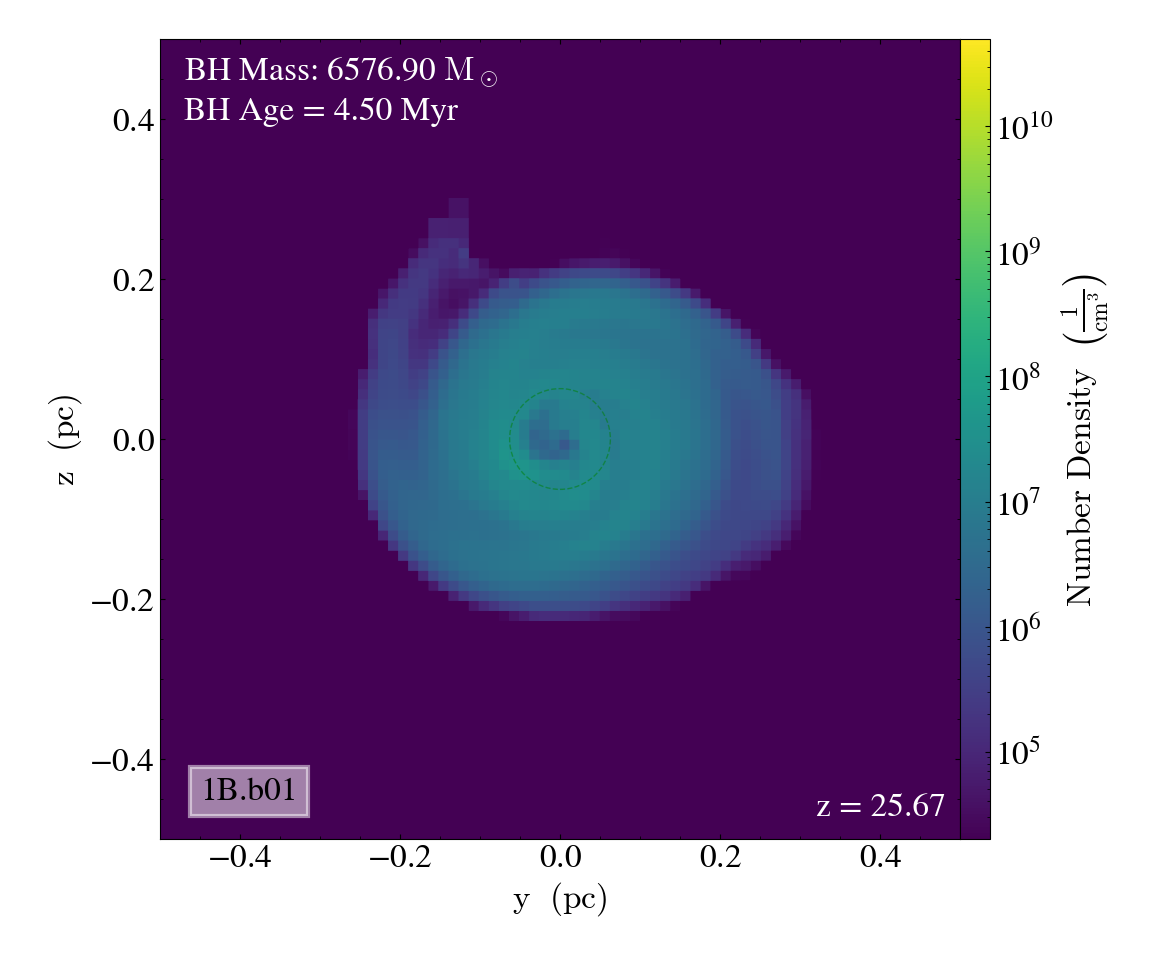 BH Mass: 6576.90 M⊙
BH Age = 4.50 Myr
0.4
0.2
0.0
−0.2
−0.4
z (pc)
1B.b01
z = 25.67
−0.4 −0.2 0.0 0.2 0.4
y (pc)
10¹⁰
10⁹
10⁸
10⁷
10⁶
10⁵
Number Density (1/cm³)